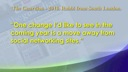 "One change I'd like to see in the
coming year is a move away from
social networking sites."